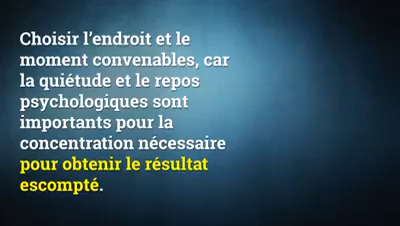 Choisir l’endroit et le
moment convenables, car
la quiétude et le repos
psychologiques sont
importants pour la
concentration nécessaire
pour obtenir le résultat
escompté.